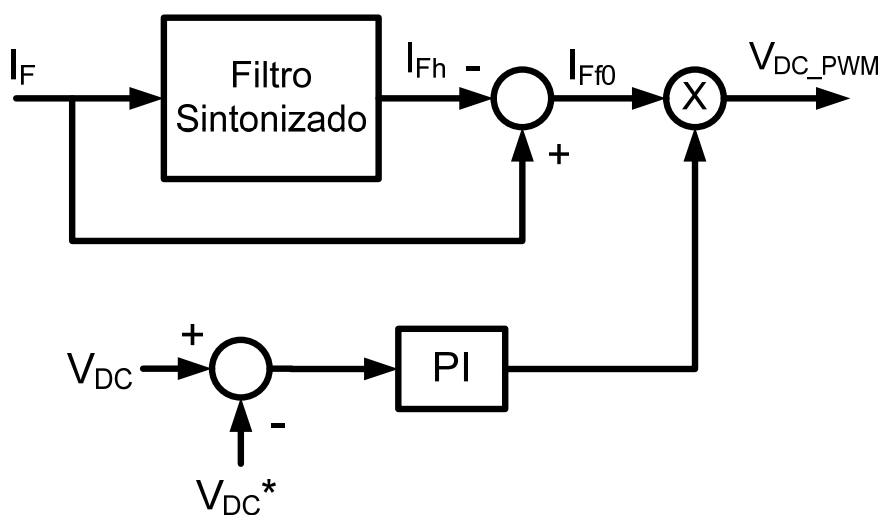 I_F
Filtro
Sintonizado
I_Fh
-
I_Ff0
X
V_DC_PWM
+
V_DC
+
PI
-
V_DC*